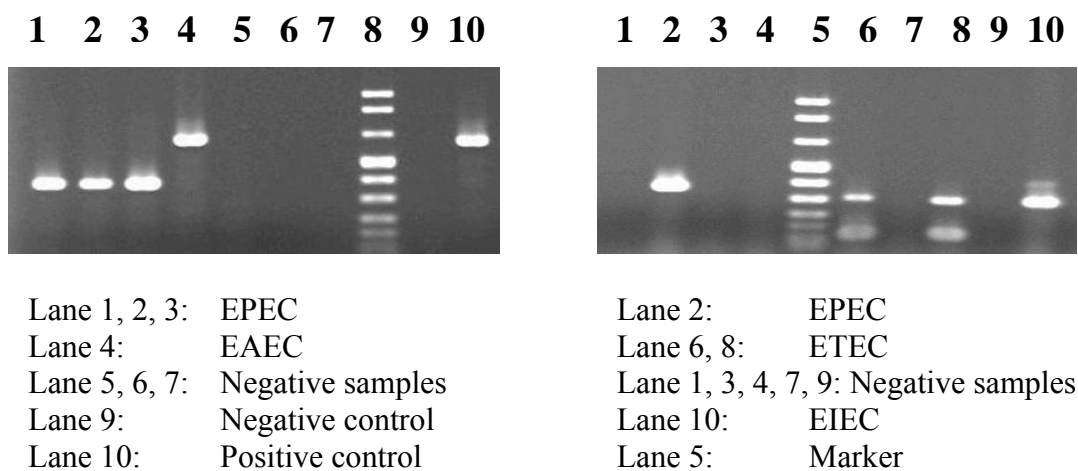 1 2 3 4 5 6 7 8 9 10
Lane 1, 2, 3: EPEC
Lane 4: EAEC
Lane 5, 6, 7: Negative samples
Lane 9: Negative control
Lane 10: Positive control
1 2 3 4 5 6 7 8 9 10
Lane 2: EPEC
Lane 6, 8: ETEC
Lane 1, 3, 4, 7, 9: Negative samples
Lane 10: EIEC
Lane 5: Marker